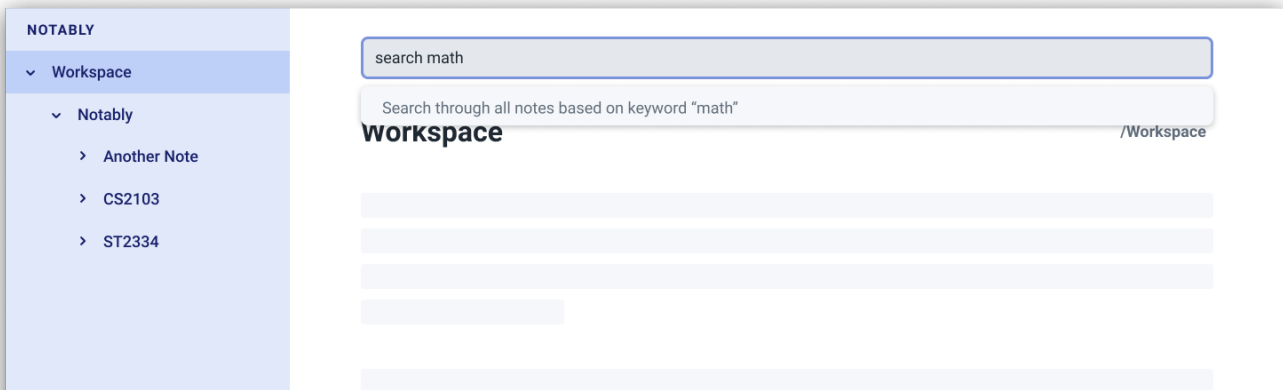 NOTABLY
Workspace
Notably
Another Note
CS2103
ST2334
search math
Search through all notes based on keyword “math”
Workspace
/Workspace